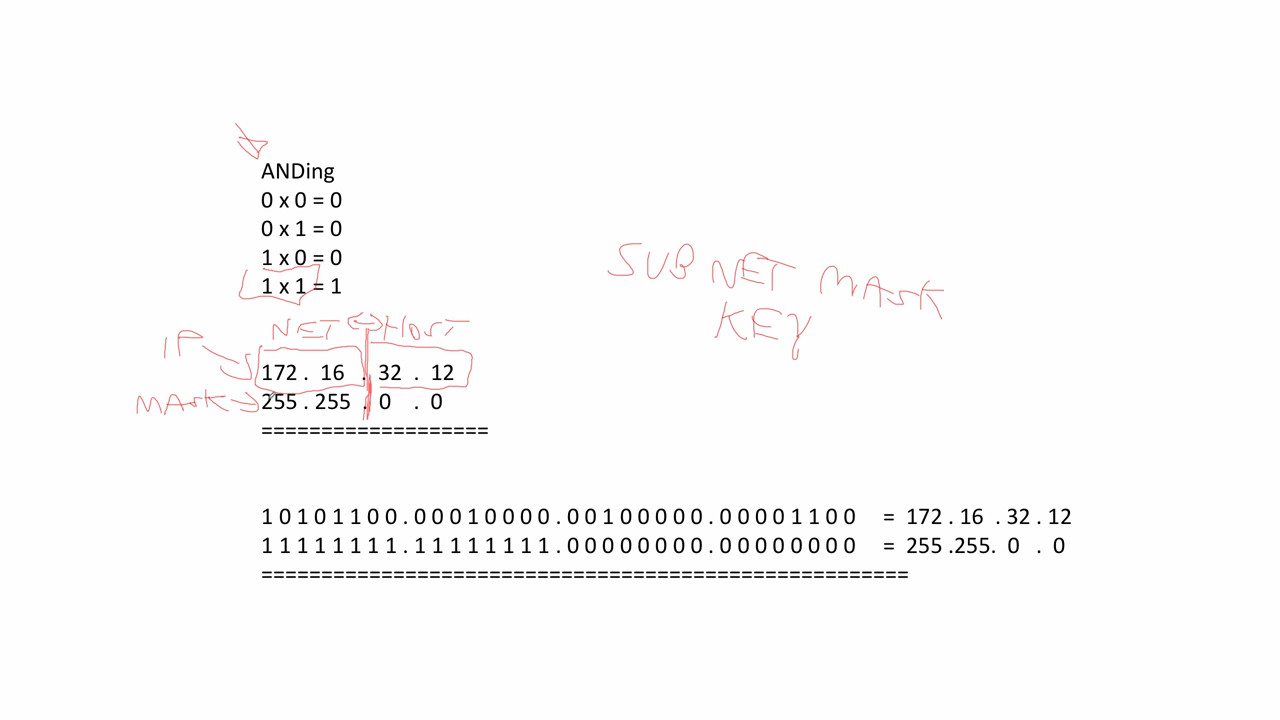 ANDing
0 x 0 = 0
0 x 1 = 0
1 x 0 = 0
1 x 1 = 1
SUBNET MASK
KEY
NET HOST
IP
172 . 16 . 32 . 12
MASK
255 . 255 . 0 . 0
===================
1 0 1 0 1 1 0 0 . 0 0 0 1 0 0 0 0 . 0 0 1 0 0 0 0 0 . 0 0 0 0 1 1 0 0 = 172 . 16 . 32 . 12
1 1 1 1 1 1 1 1 . 1 1 1 1 1 1 1 1 . 0 0 0 0 0 0 0 0 . 0 0 0 0 0 0 0 0 = 255 .255. 0 . 0
======================================================